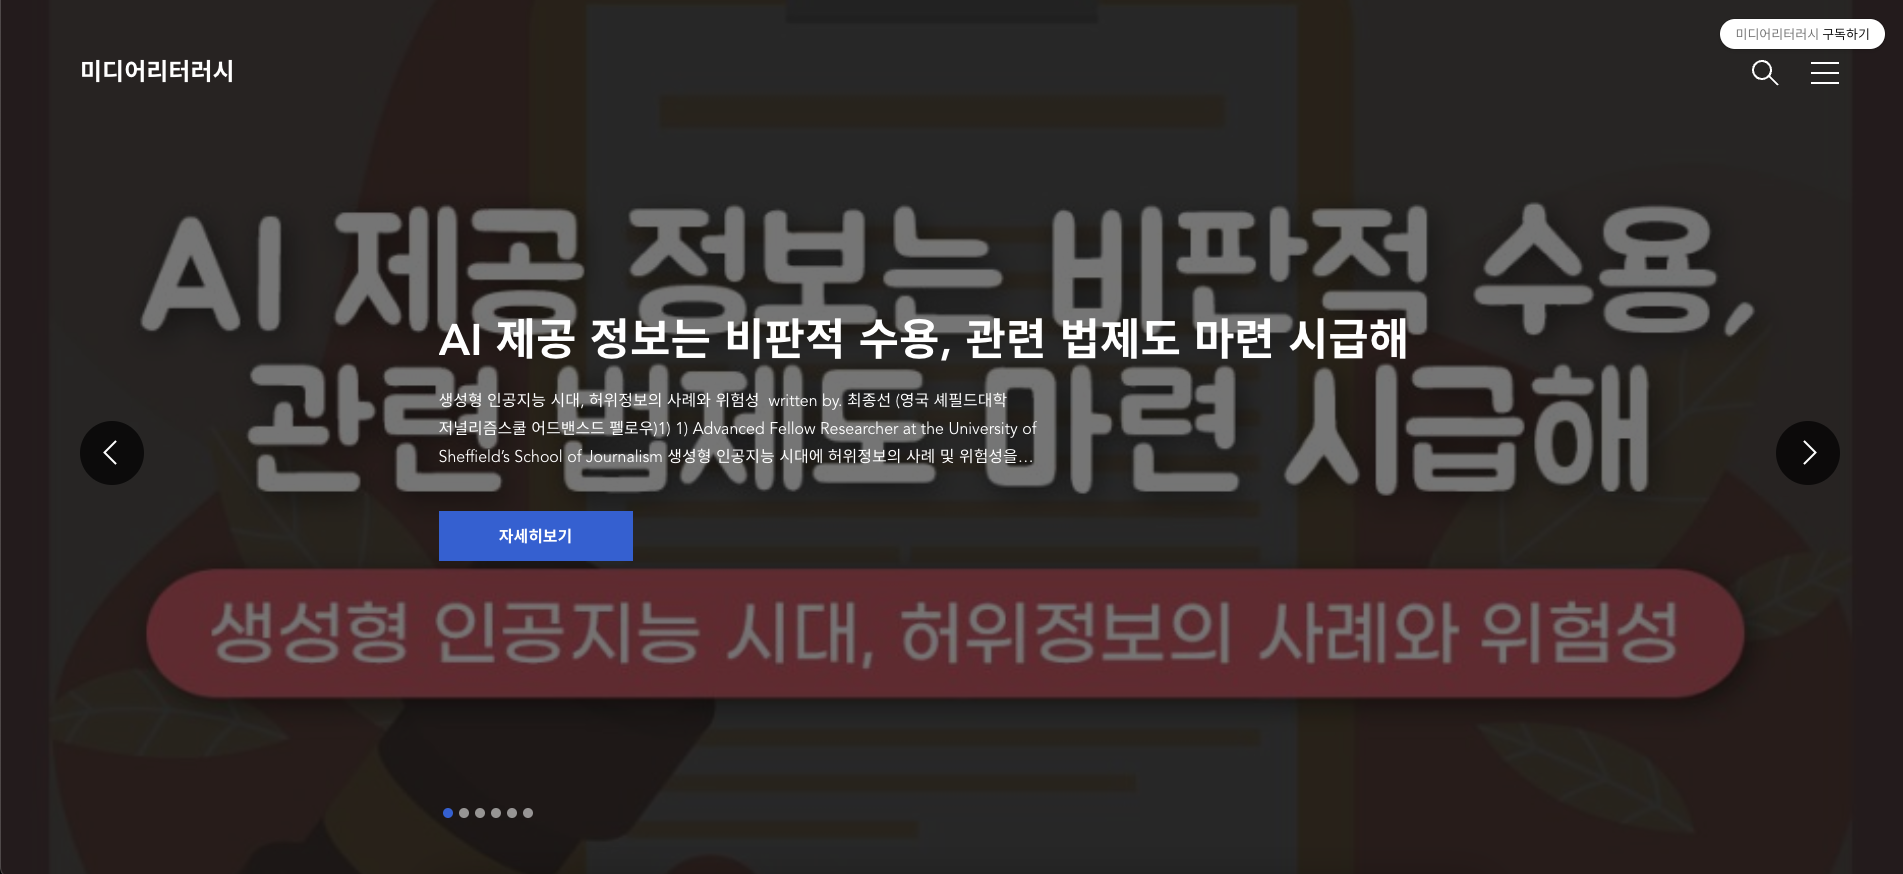 미디어리터러시 구독하기
미디어리터러시
AI 제공 정보는 비판적 수용,
관련 법제도 마련 시급해
AI 제공 정보는 비판적 수용, 관련 법제도 마련 시급해
생성형 인공지능 시대, 허위정보의 사례와 위험성  written by. 최종선 (영국 셰필드대학
저널리즘스쿨 어드밴스드 펠로우)1) 1) Advanced Fellow Researcher at the University of
Sheffield’s School of Journalism 생성형 인공지능 시대에 허위정보의 사례 및 위험성을…
자세히보기
생성형 인공지능 시대, 허위정보의 사례와 위험성